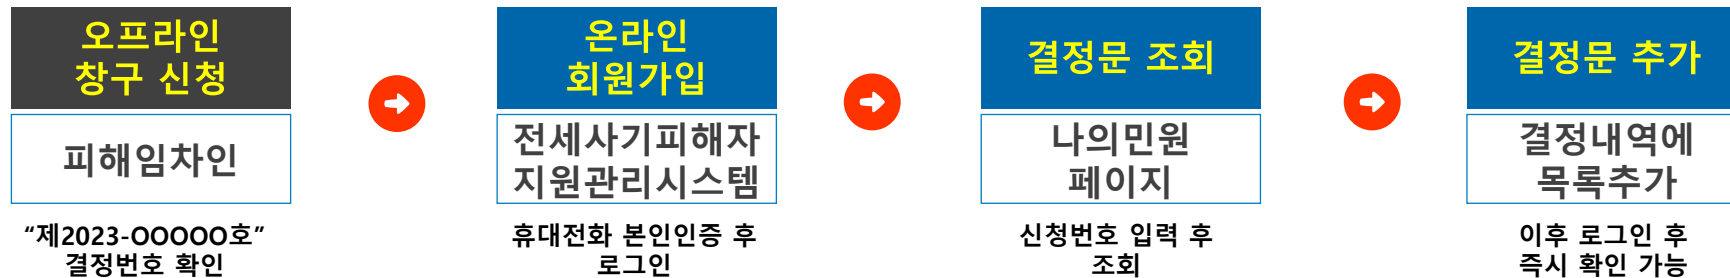 오프라인
창구 신청
피해임차인
“제2023-OOOOO호”
결정번호 확인
온라인
회원가입
전세사기피해자
지원관리시스템
휴대전화 본인인증 후
로그인
결정문 조회
나의민원
페이지
신청번호 입력 후
조회
결정문 추가
결정내역에
목록추가
이후 로그인 후
즉시 확인 가능